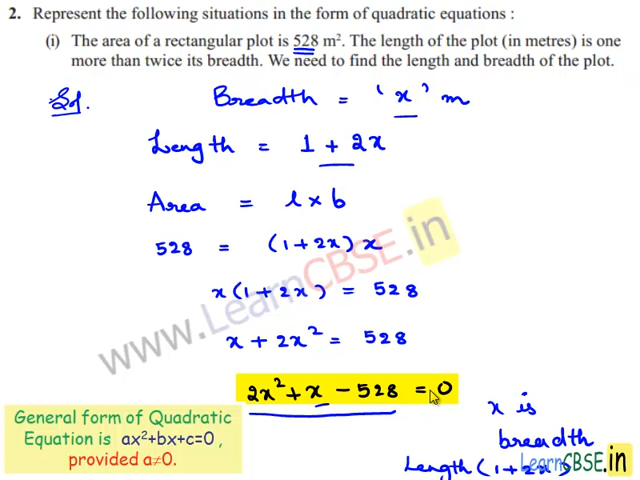 2. Represent the following situations in the form of quadratic equations :
(i) The area of a rectangular plot is 528 m². The length of the plot (in metres) is one
more than twice its breadth. We need to find the length and breadth of the plot.
Sol. Breadth = 'x' m
Length = 1 + 2x
Area = l × b
528 = (1 + 2x) x
x (1 + 2x) = 528
x + 2x² = 528
2x² + x - 528 = 0
General form of Quadratic
Equation is ax²+bx+c=0 ,
provided a≠0.
x is
breadth
Length (1 + 2x)
www.LearnCBSE.in
LearnCBSE.in